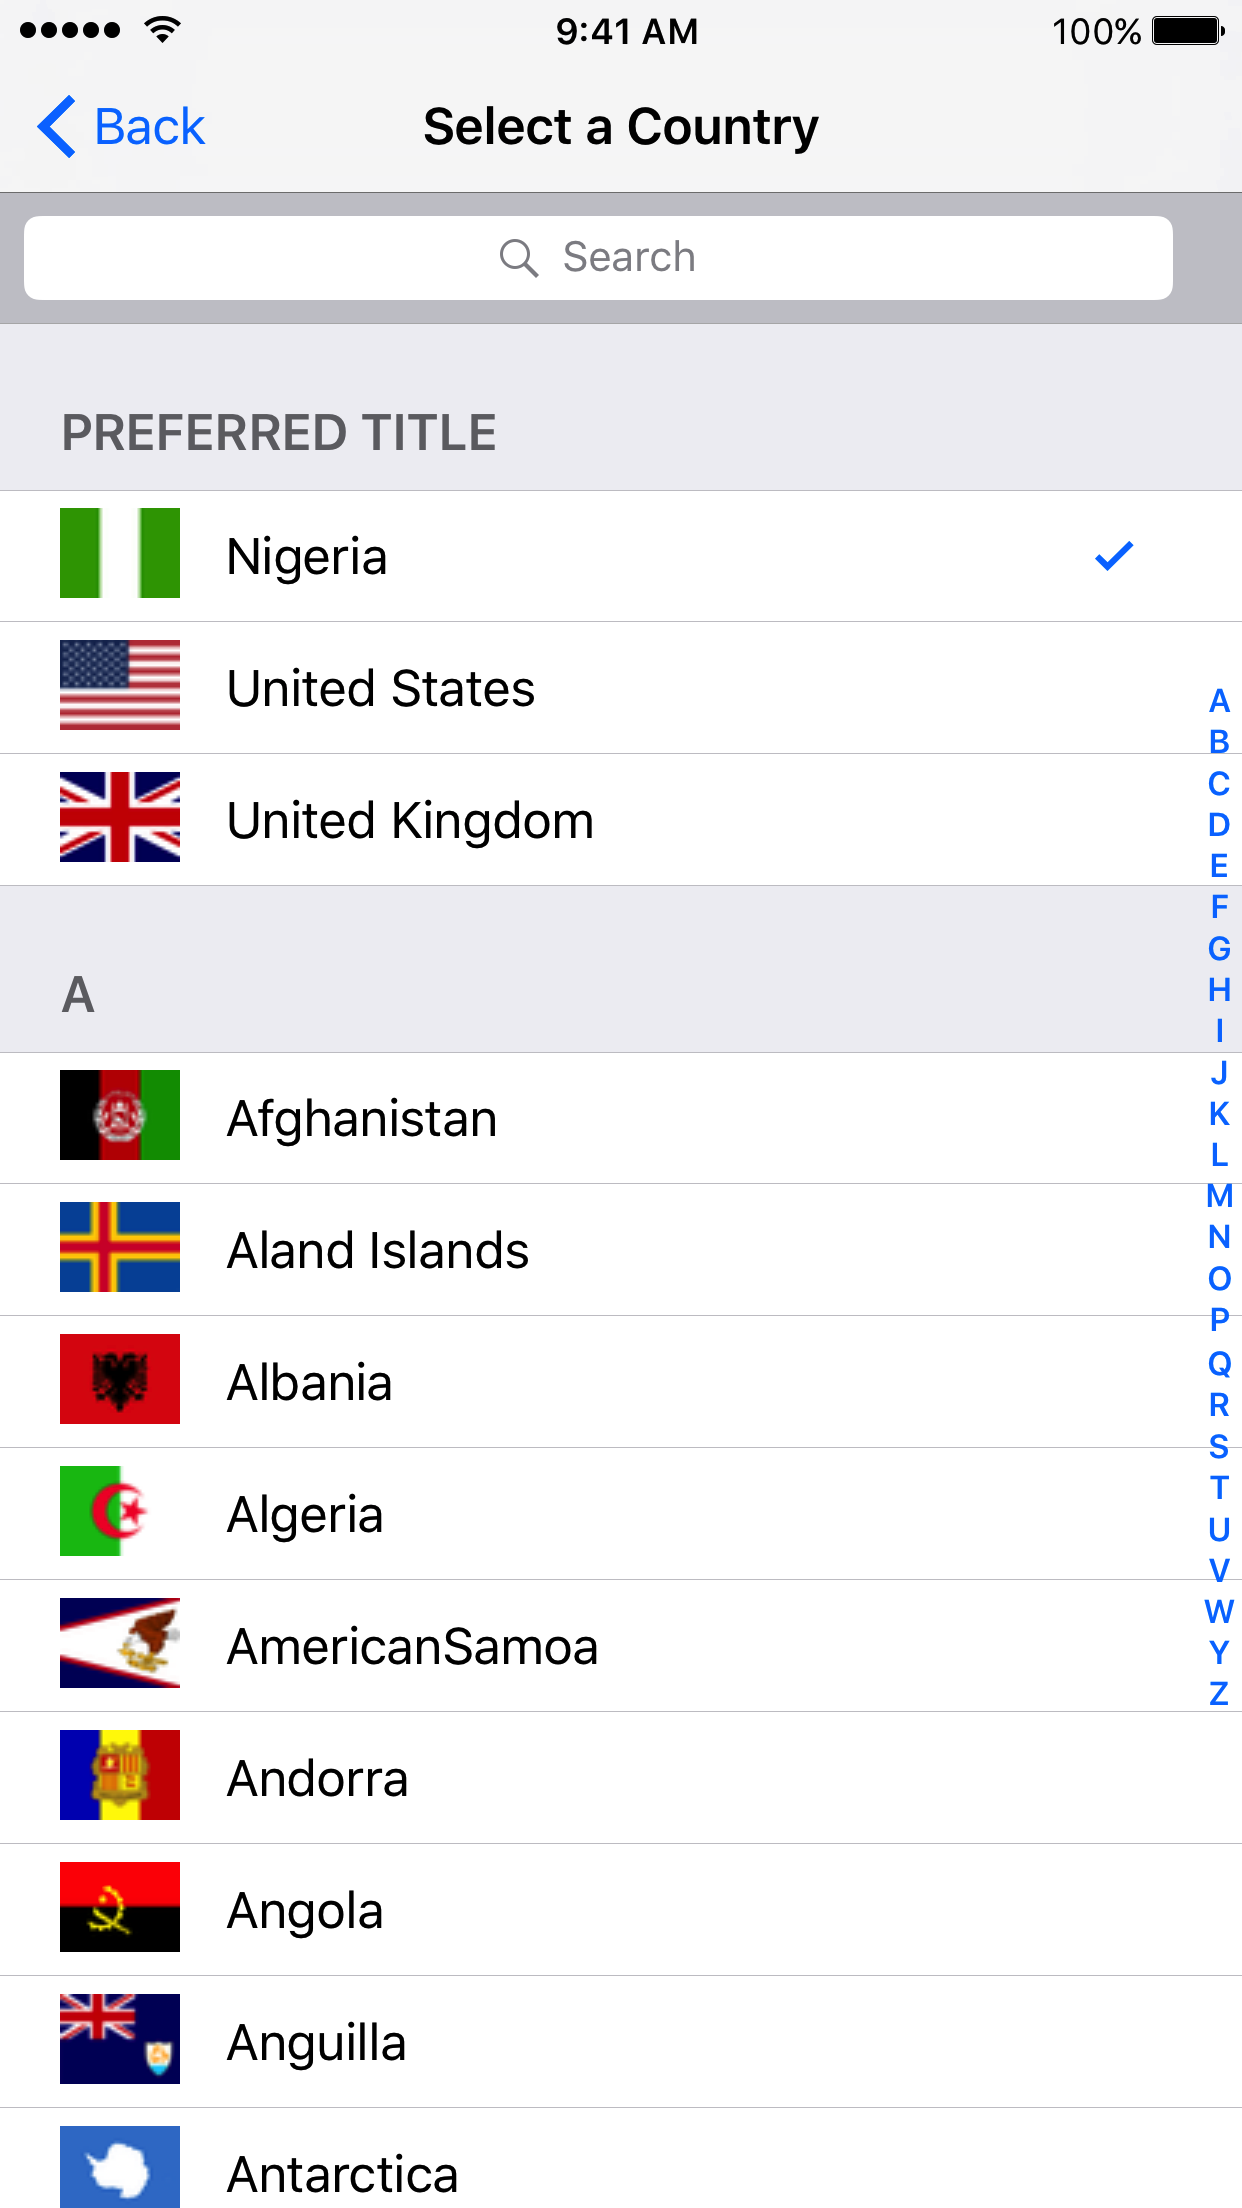 9:41 AM 100%
Back Select a Country
Search
PREFERRED TITLE
Nigeria
United States
United Kingdom
A
Afghanistan
Aland Islands
Albania
Algeria
AmericanSamoa
Andorra
Angola
Anguilla
Antarctica
A
B
C
D
E
F
G
H
I
J
K
L
M
N
O
P
Q
R
S
T
U
V
W
Y
Z